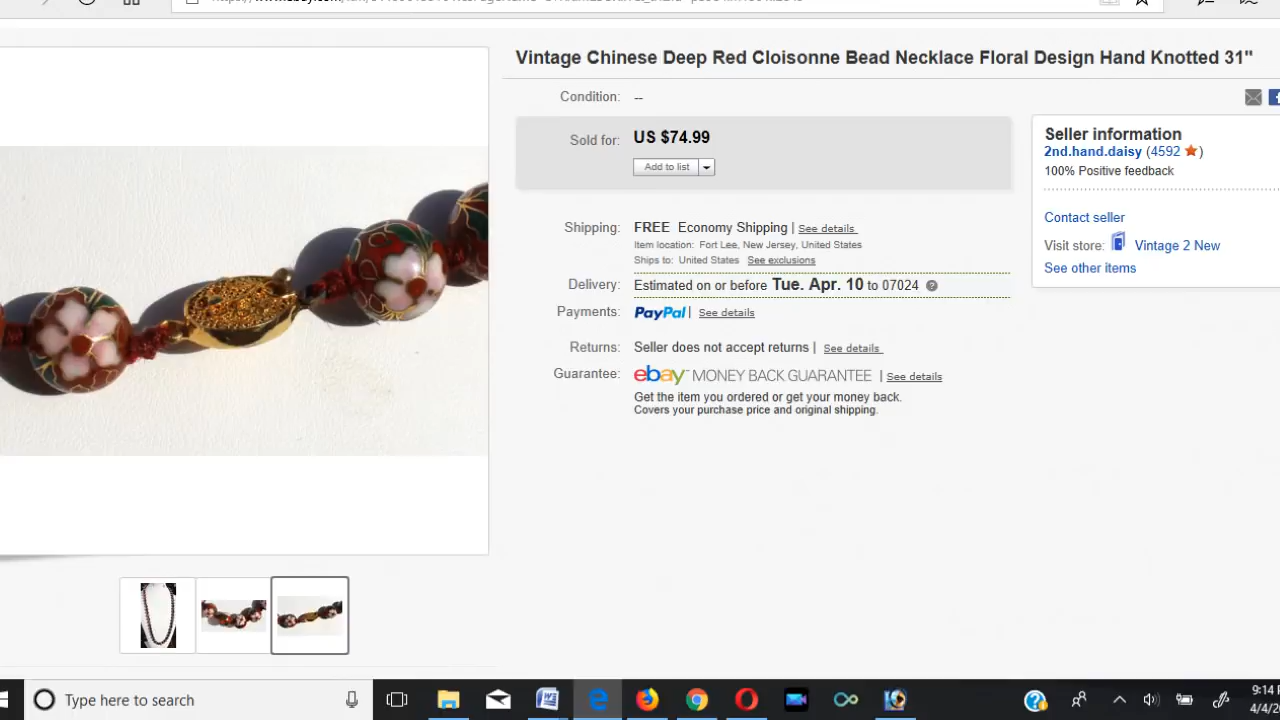 Vintage Chinese Deep Red Cloisonne Bead Necklace Floral Design Hand Knotted 31"
Condition: --
Sold for: US $74.99
Add to list
Seller information
2nd.hand.daisy (4592 )
100% Positive feedback
Contact seller
Visit store: Vintage 2 New
See other items
Shipping: FREE Economy Shipping | See details
Item location: Fort Lee, New Jersey, United States
Ships to: United States See exclusions
Delivery: Estimated on or before Tue. Apr. 10 to 07024 ?
Payments: PayPal | See details
Returns: Seller does not accept returns | See details
Guarantee: ebay MONEY BACK GUARANTEE | See details
Get the item you ordered or get your money back.
Covers your purchase price and original shipping.
Type here to search
9:14 P
4/4/2